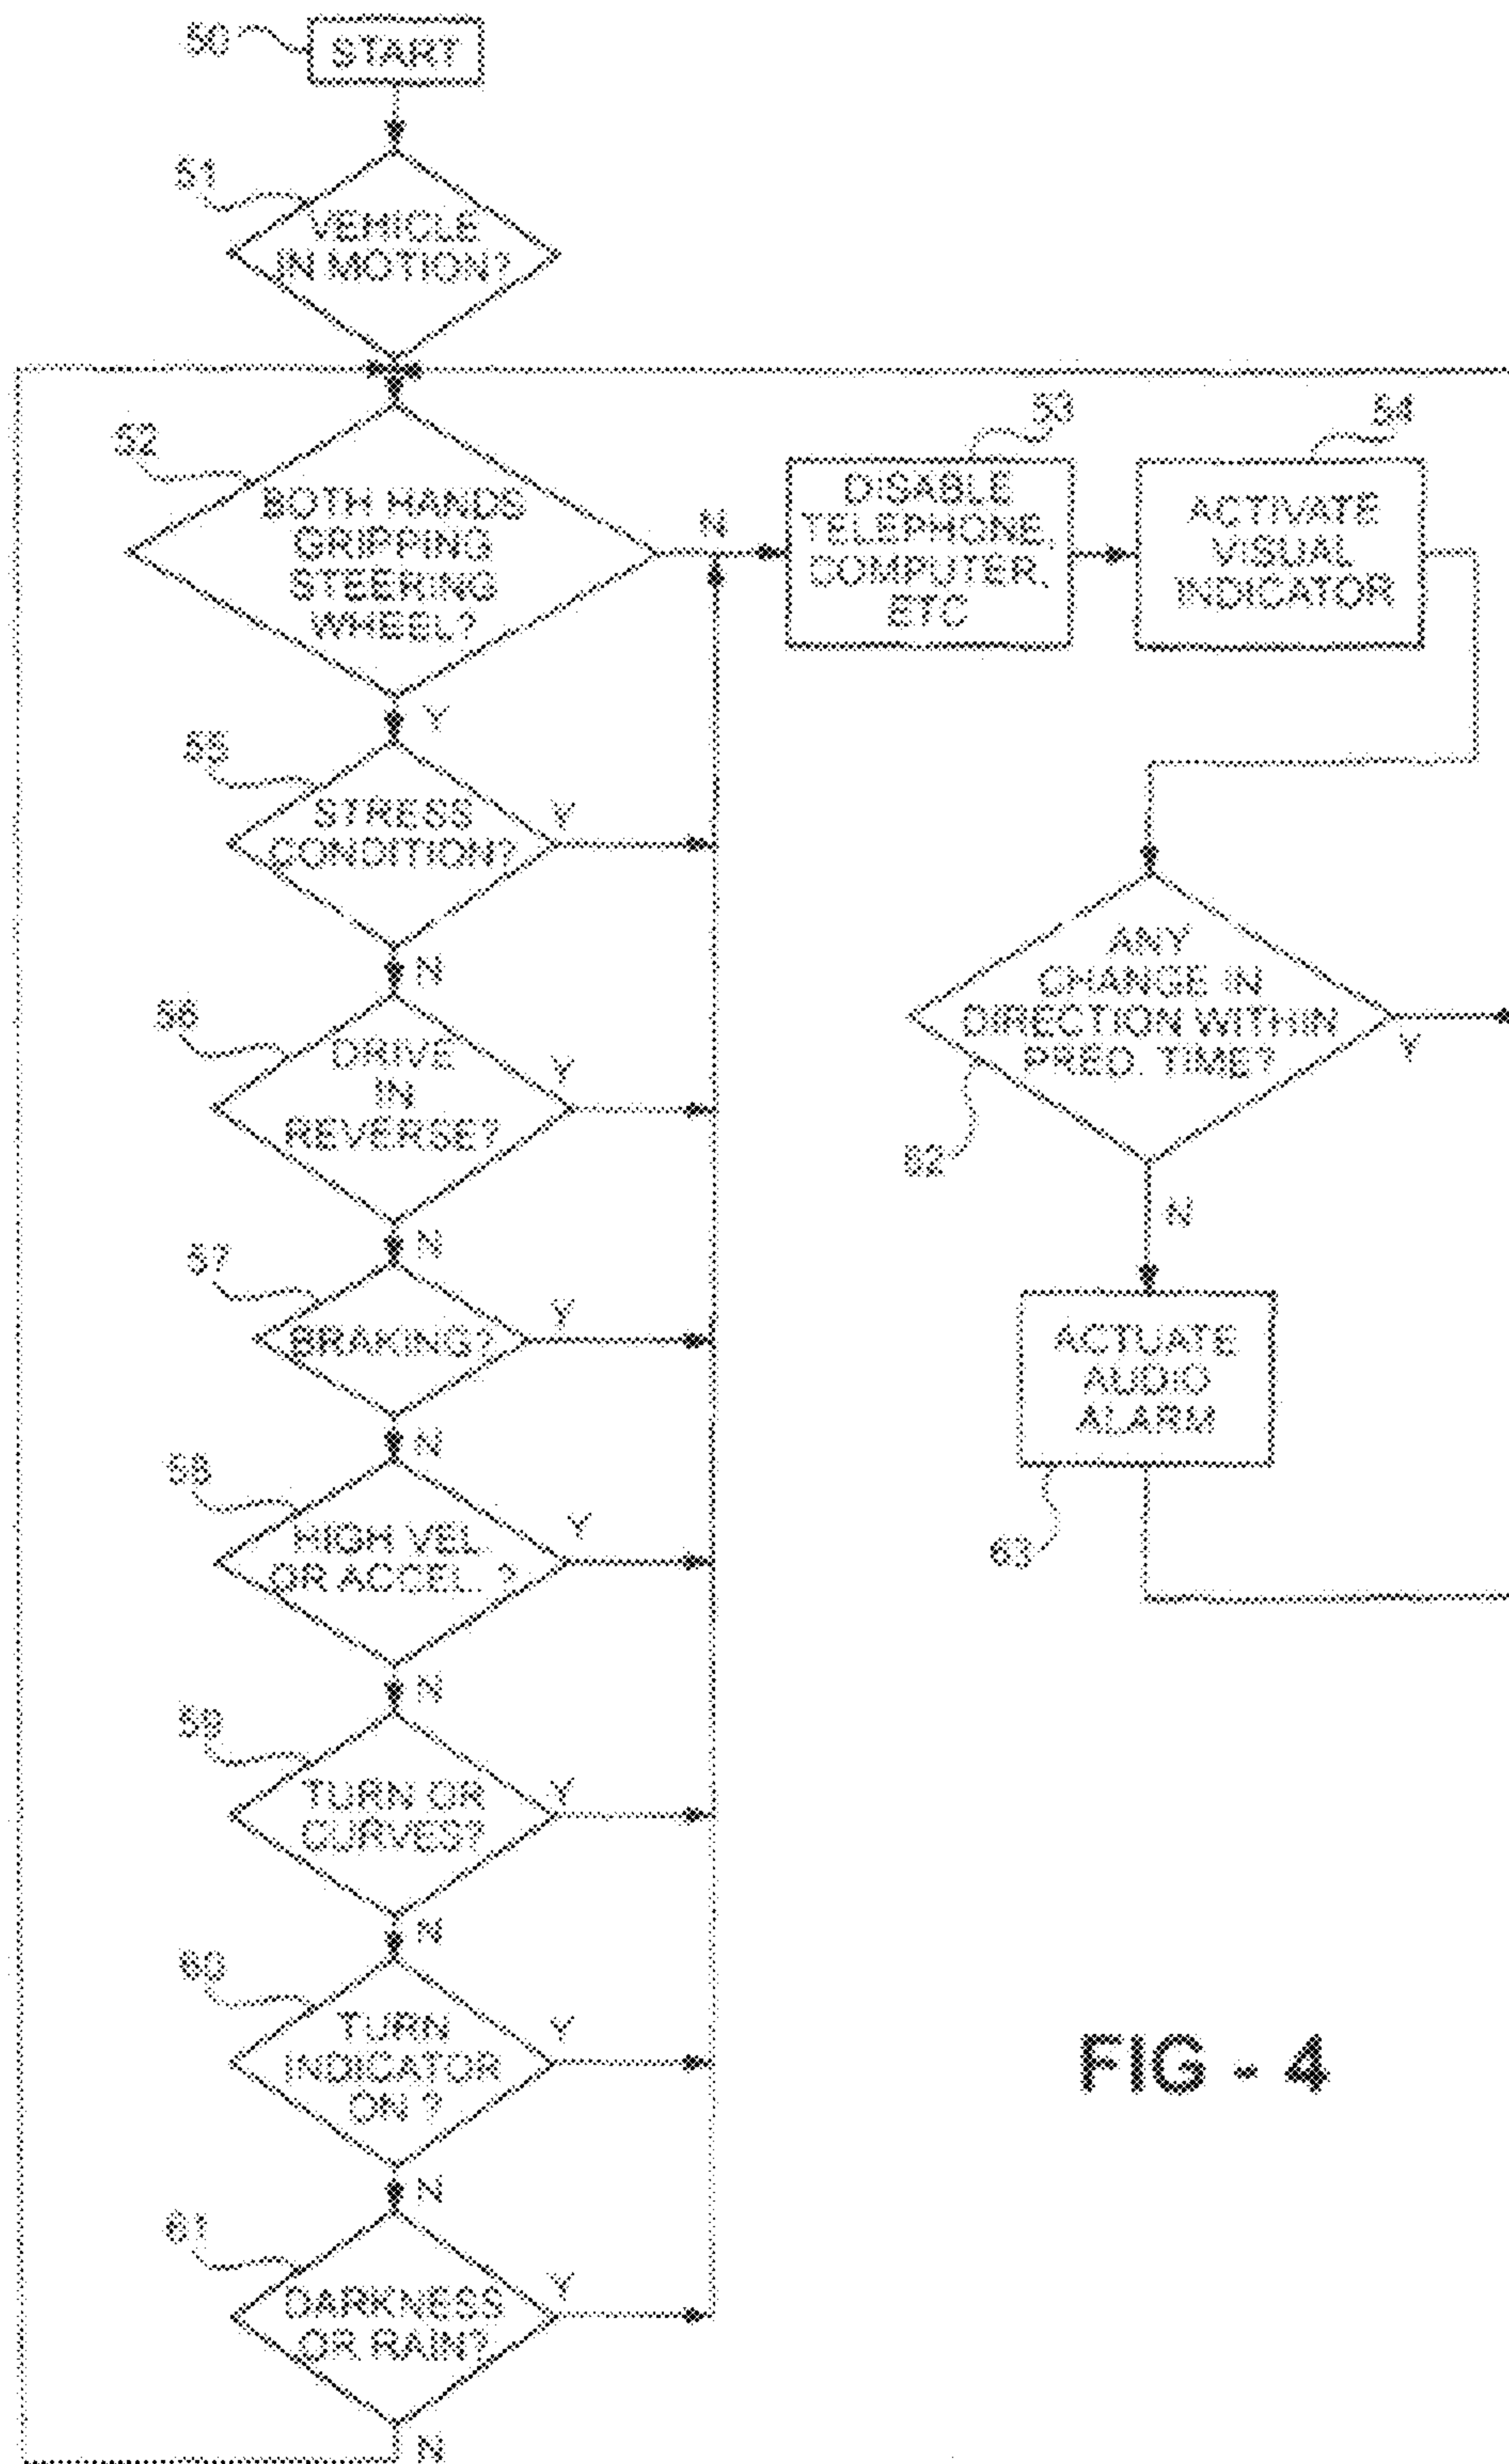 50
START
51
VEHICLE
IN MOTION?
52
BOTH HANDS
GRIPPING
STEERING
WHEEL?
N
Y
53
DISABLE
TELEPHONE,
COMPUTER,
ETC
54
ACTIVATE
VISUAL
INDICATOR
55
STRESS
CONDITION?
Y
N
56
DRIVE
IN
REVERSE?
Y
N
57
BRAKING?
Y
N
58
HIGH VEL.
OR ACCEL. ?
Y
N
59
TURN OR
CURVES?
Y
N
60
TURN
INDICATOR
ON ?
Y
N
61
DARKNESS
OR RAIN?
Y
N
ANY
CHANGE IN
DIRECTION WITHIN
PRED. TIME?
Y
62
N
ACTUATE
AUDIO
ALARM
63
FIG - 4